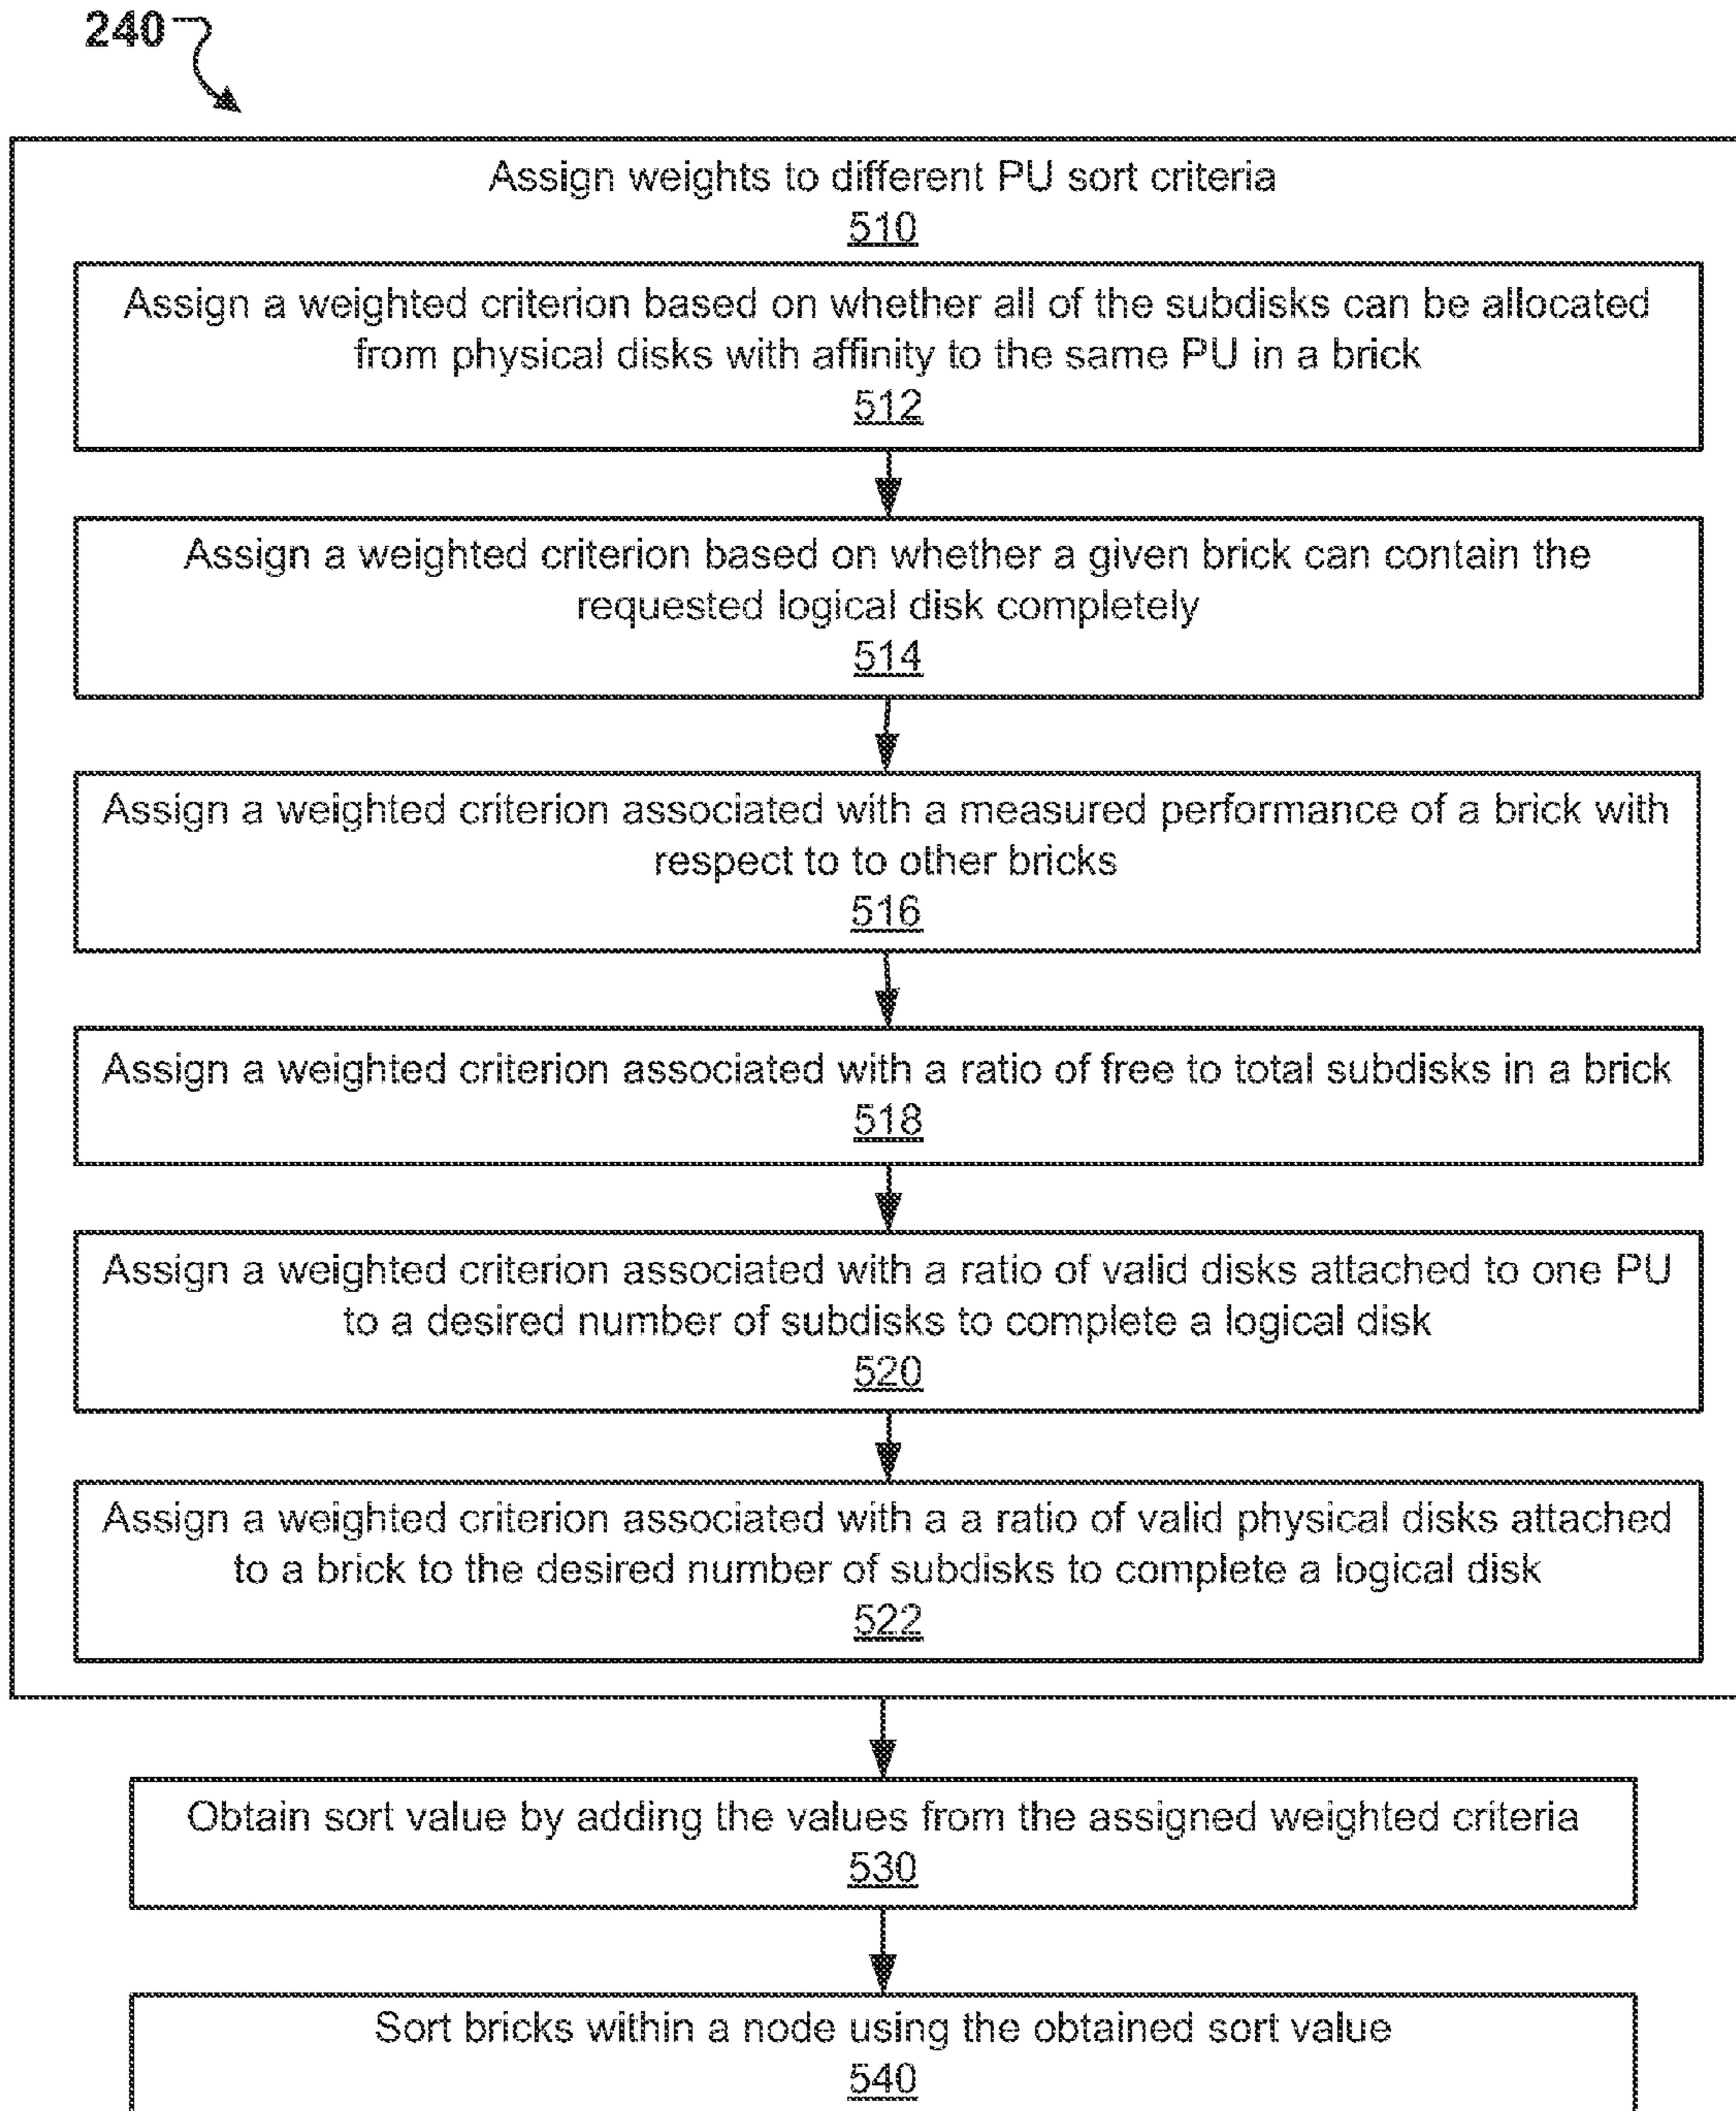 240
Assign weights to different PU sort criteria
510
Assign a weighted criterion based on whether all of the subdisks can be allocated
from physical disks with affinity to the same PU in a brick
512
Assign a weighted criterion based on whether a given brick can contain the
requested logical disk completely
514
Assign a weighted criterion associated with a measured performance of a brick with
respect to to other bricks
516
Assign a weighted criterion associated with a ratio of free to total subdisks in a brick
518
Assign a weighted criterion associated with a ratio of valid disks attached to one PU
to a desired number of subdisks to complete a logical disk
520
Assign a weighted criterion associated with a a ratio of valid physical disks attached
to a brick to the desired number of subdisks to complete a logical disk
522
Obtain sort value by adding the values from the assigned weighted criteria
530
Sort bricks within a node using the obtained sort value
540